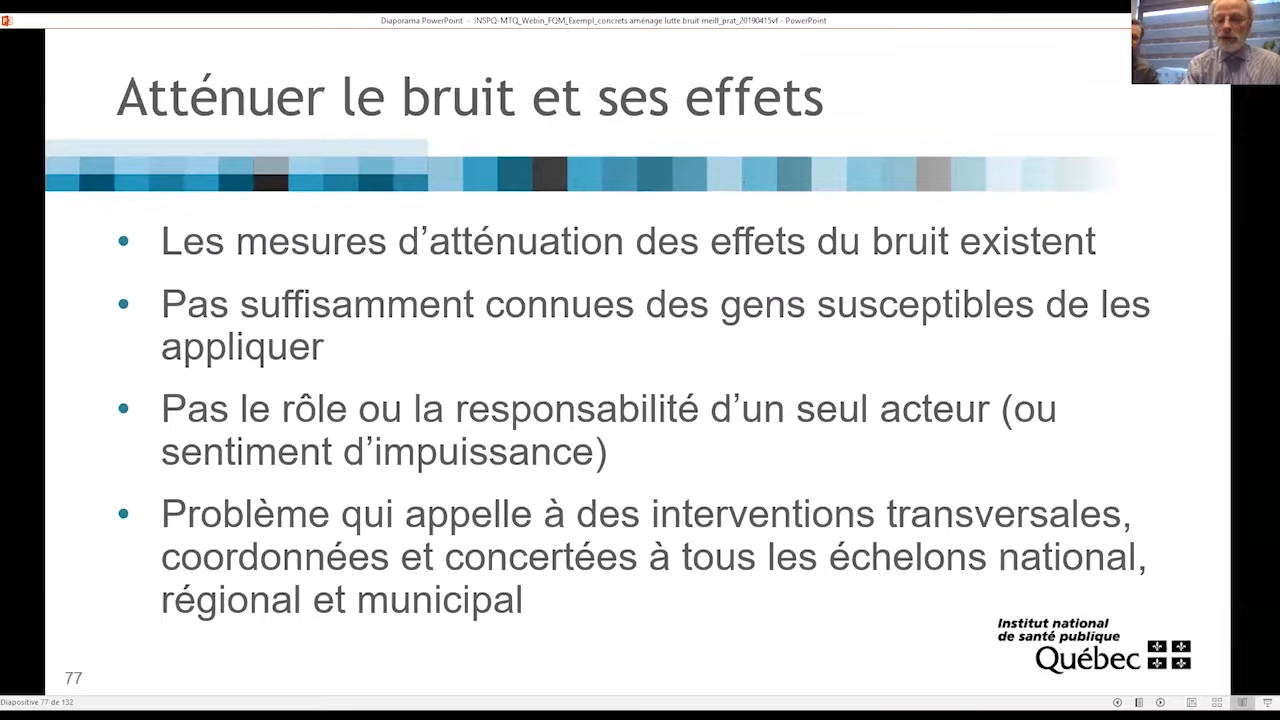 Diaporama PowerPoint - INSPQ-MTQ_Webin_FQM_Exempl_concrets aménage lutte bruit meill_prat_20190415vf - PowerPoint
Atténuer le bruit et ses effets
• Les mesures d’atténuation des effets du bruit existent
• Pas suffisamment connues des gens susceptibles de les
appliquer
• Pas le rôle ou la responsabilité d’un seul acteur (ou
sentiment d’impuissance)
• Problème qui appelle à des interventions transversales,
coordonnées et concertées à tous les échelons national,
régional et municipal
Institut national
de santé publique
Québec
77
Diapositive 77 de 132